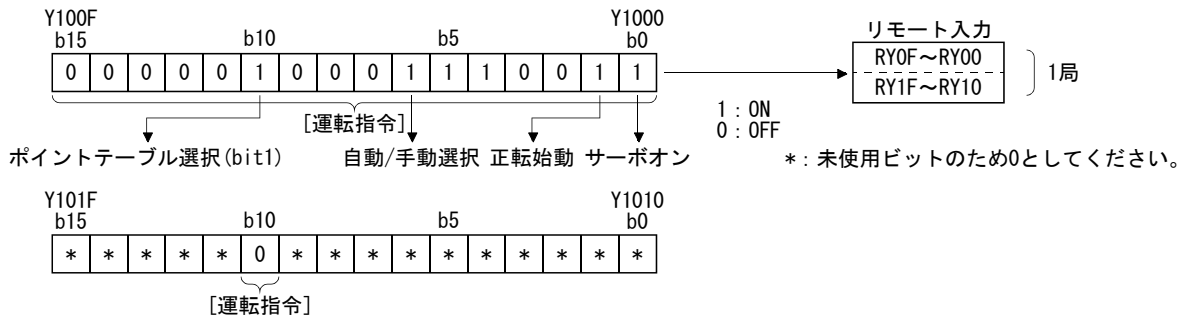 Y100F Y1000
b15 b10 b5 b0
0 0 0 0 0 1 0 0 0 1 1 1 0 0 1 1
[運転指令]
ポイントテーブル選択(bit1) 自動/手動選択 正転始動 サーボオン
リモート入力
RY0F～RY00
RY1F～RY10
1局
1：ON
0：OFF
*：未使用ビットのため0としてください。
Y101F Y1010
b15 b10 b5 b0
* * * * * 0 * * * * * * * * * *
[運転指令]